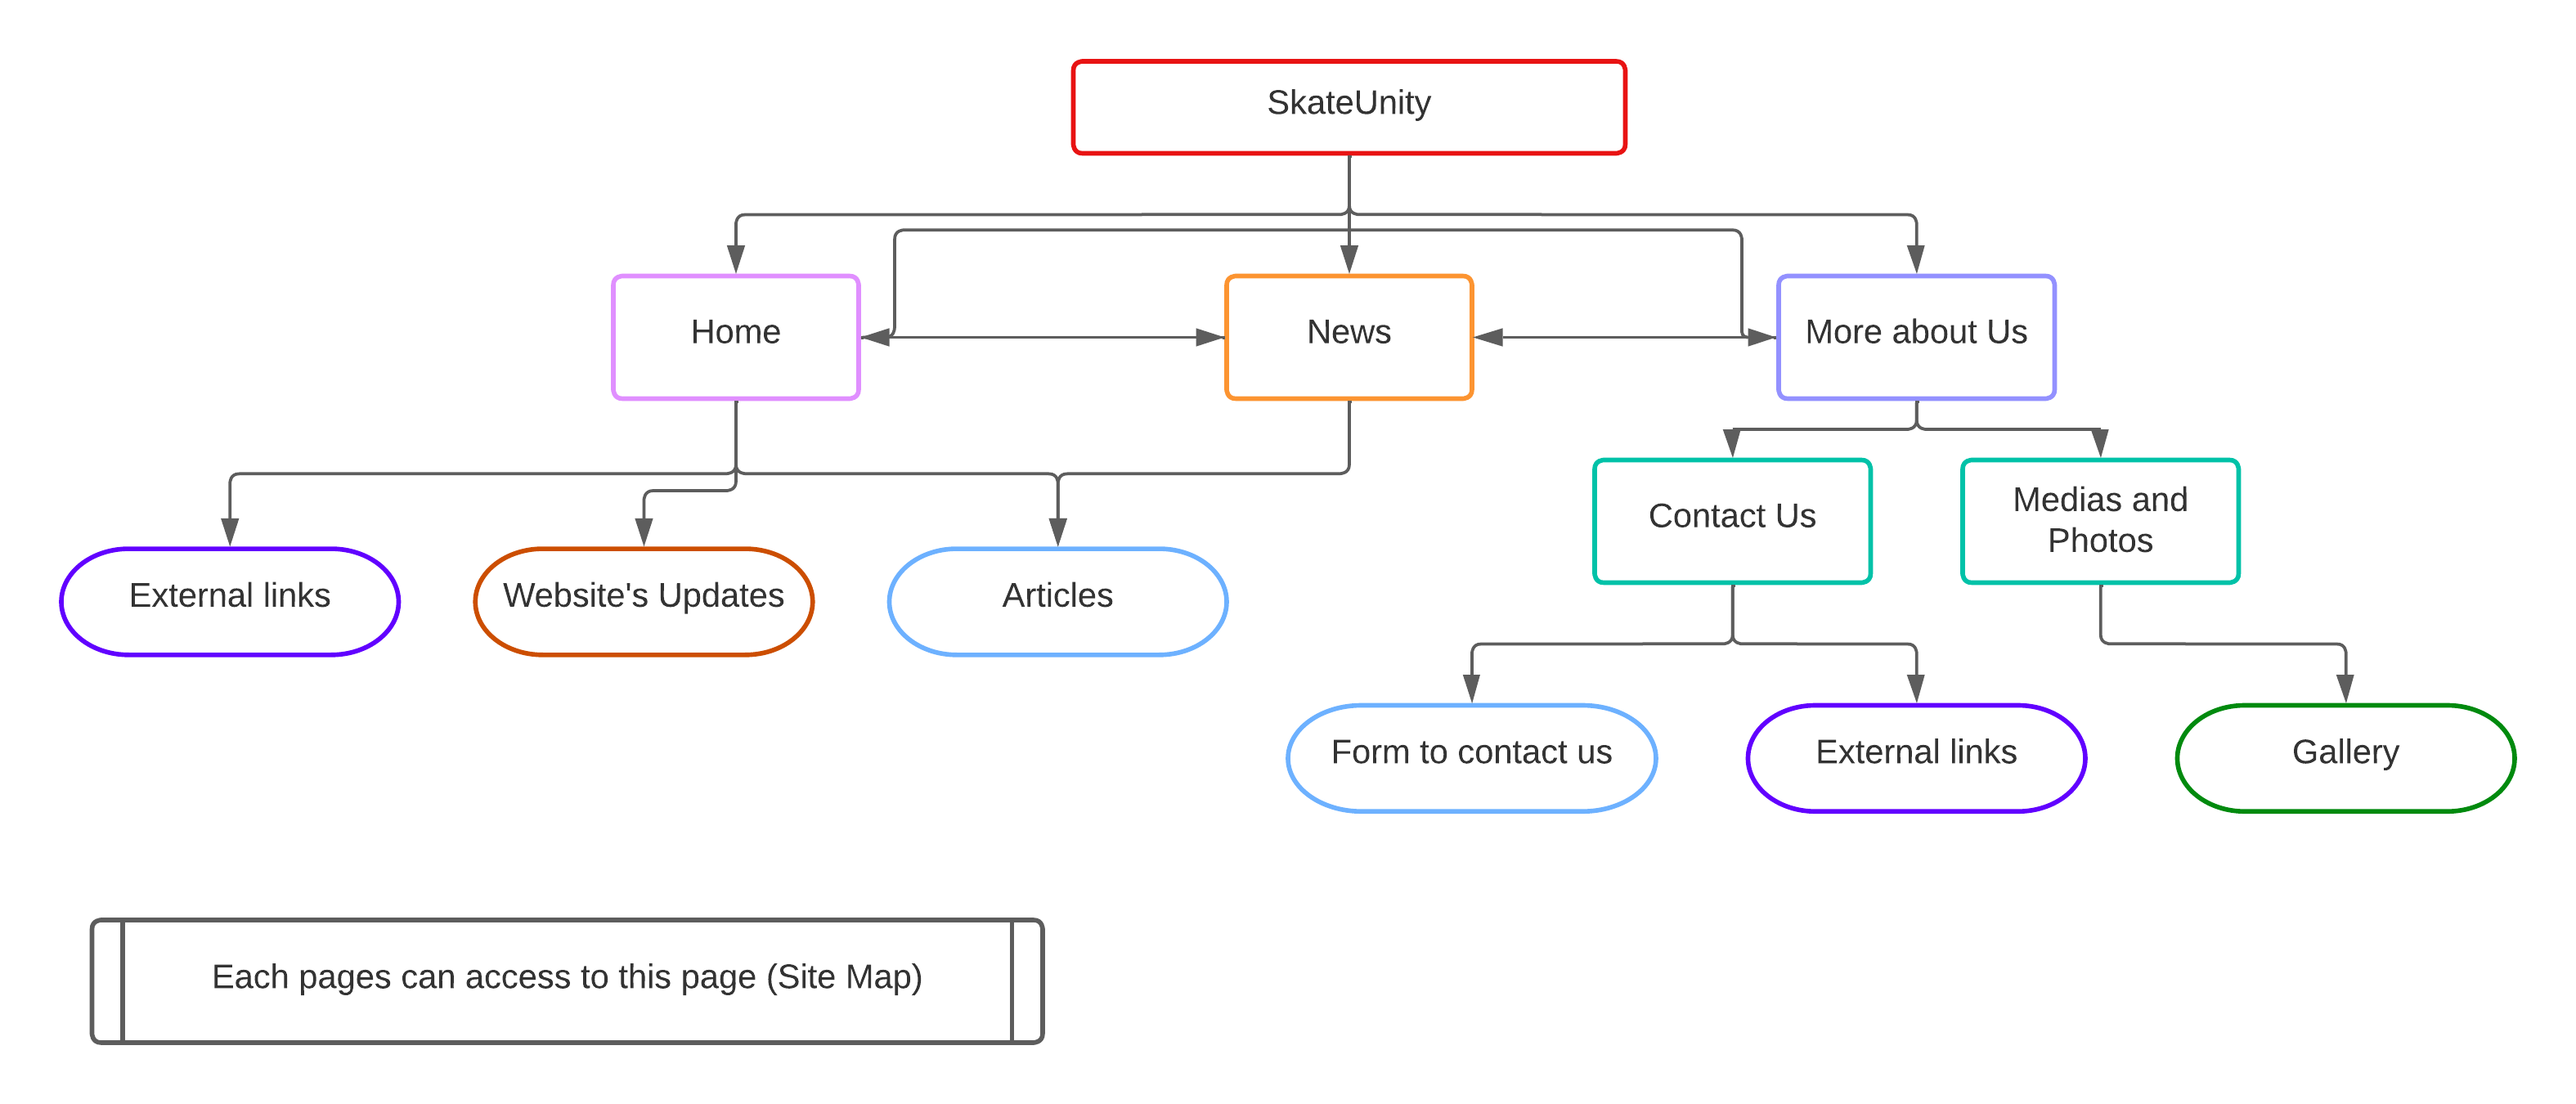 SkateUnity
Home
News
More about Us
Contact Us
Medias and
Photos
External links
Website's Updates
Articles
Form to contact us
External links
Gallery
Each pages can access to this page (Site Map)